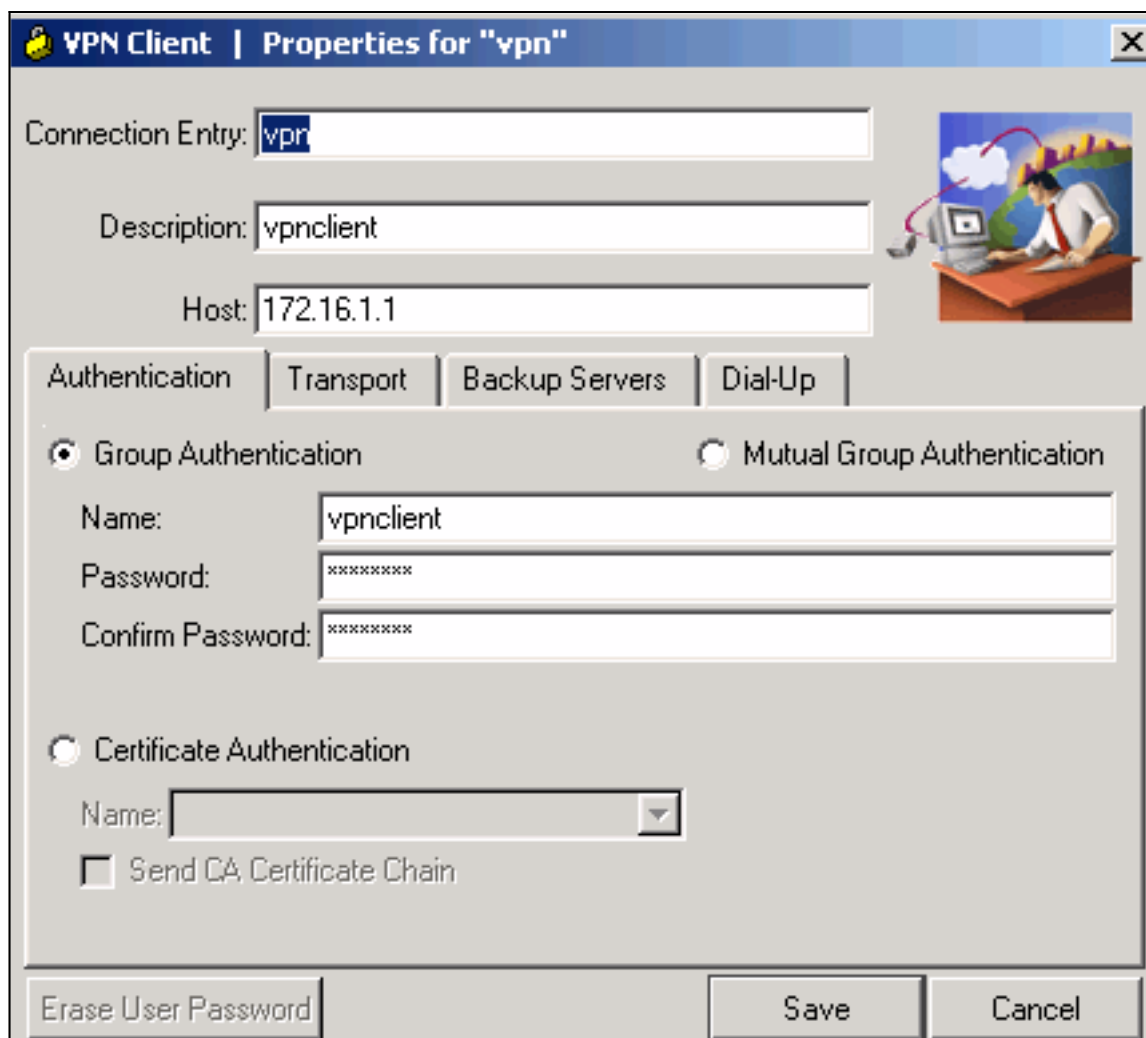 VPN Client | Properties for "vpn"
Connection Entry: vpn
Description: vpnclient
Host: 172.16.1.1
Authentication Transport Backup Servers Dial-Up
Group Authentication Mutual Group Authentication
Name: vpnclient
Password: ********
Confirm Password: ********
Certificate Authentication
Name:
Send CA Certificate Chain
Erase User Password Save Cancel